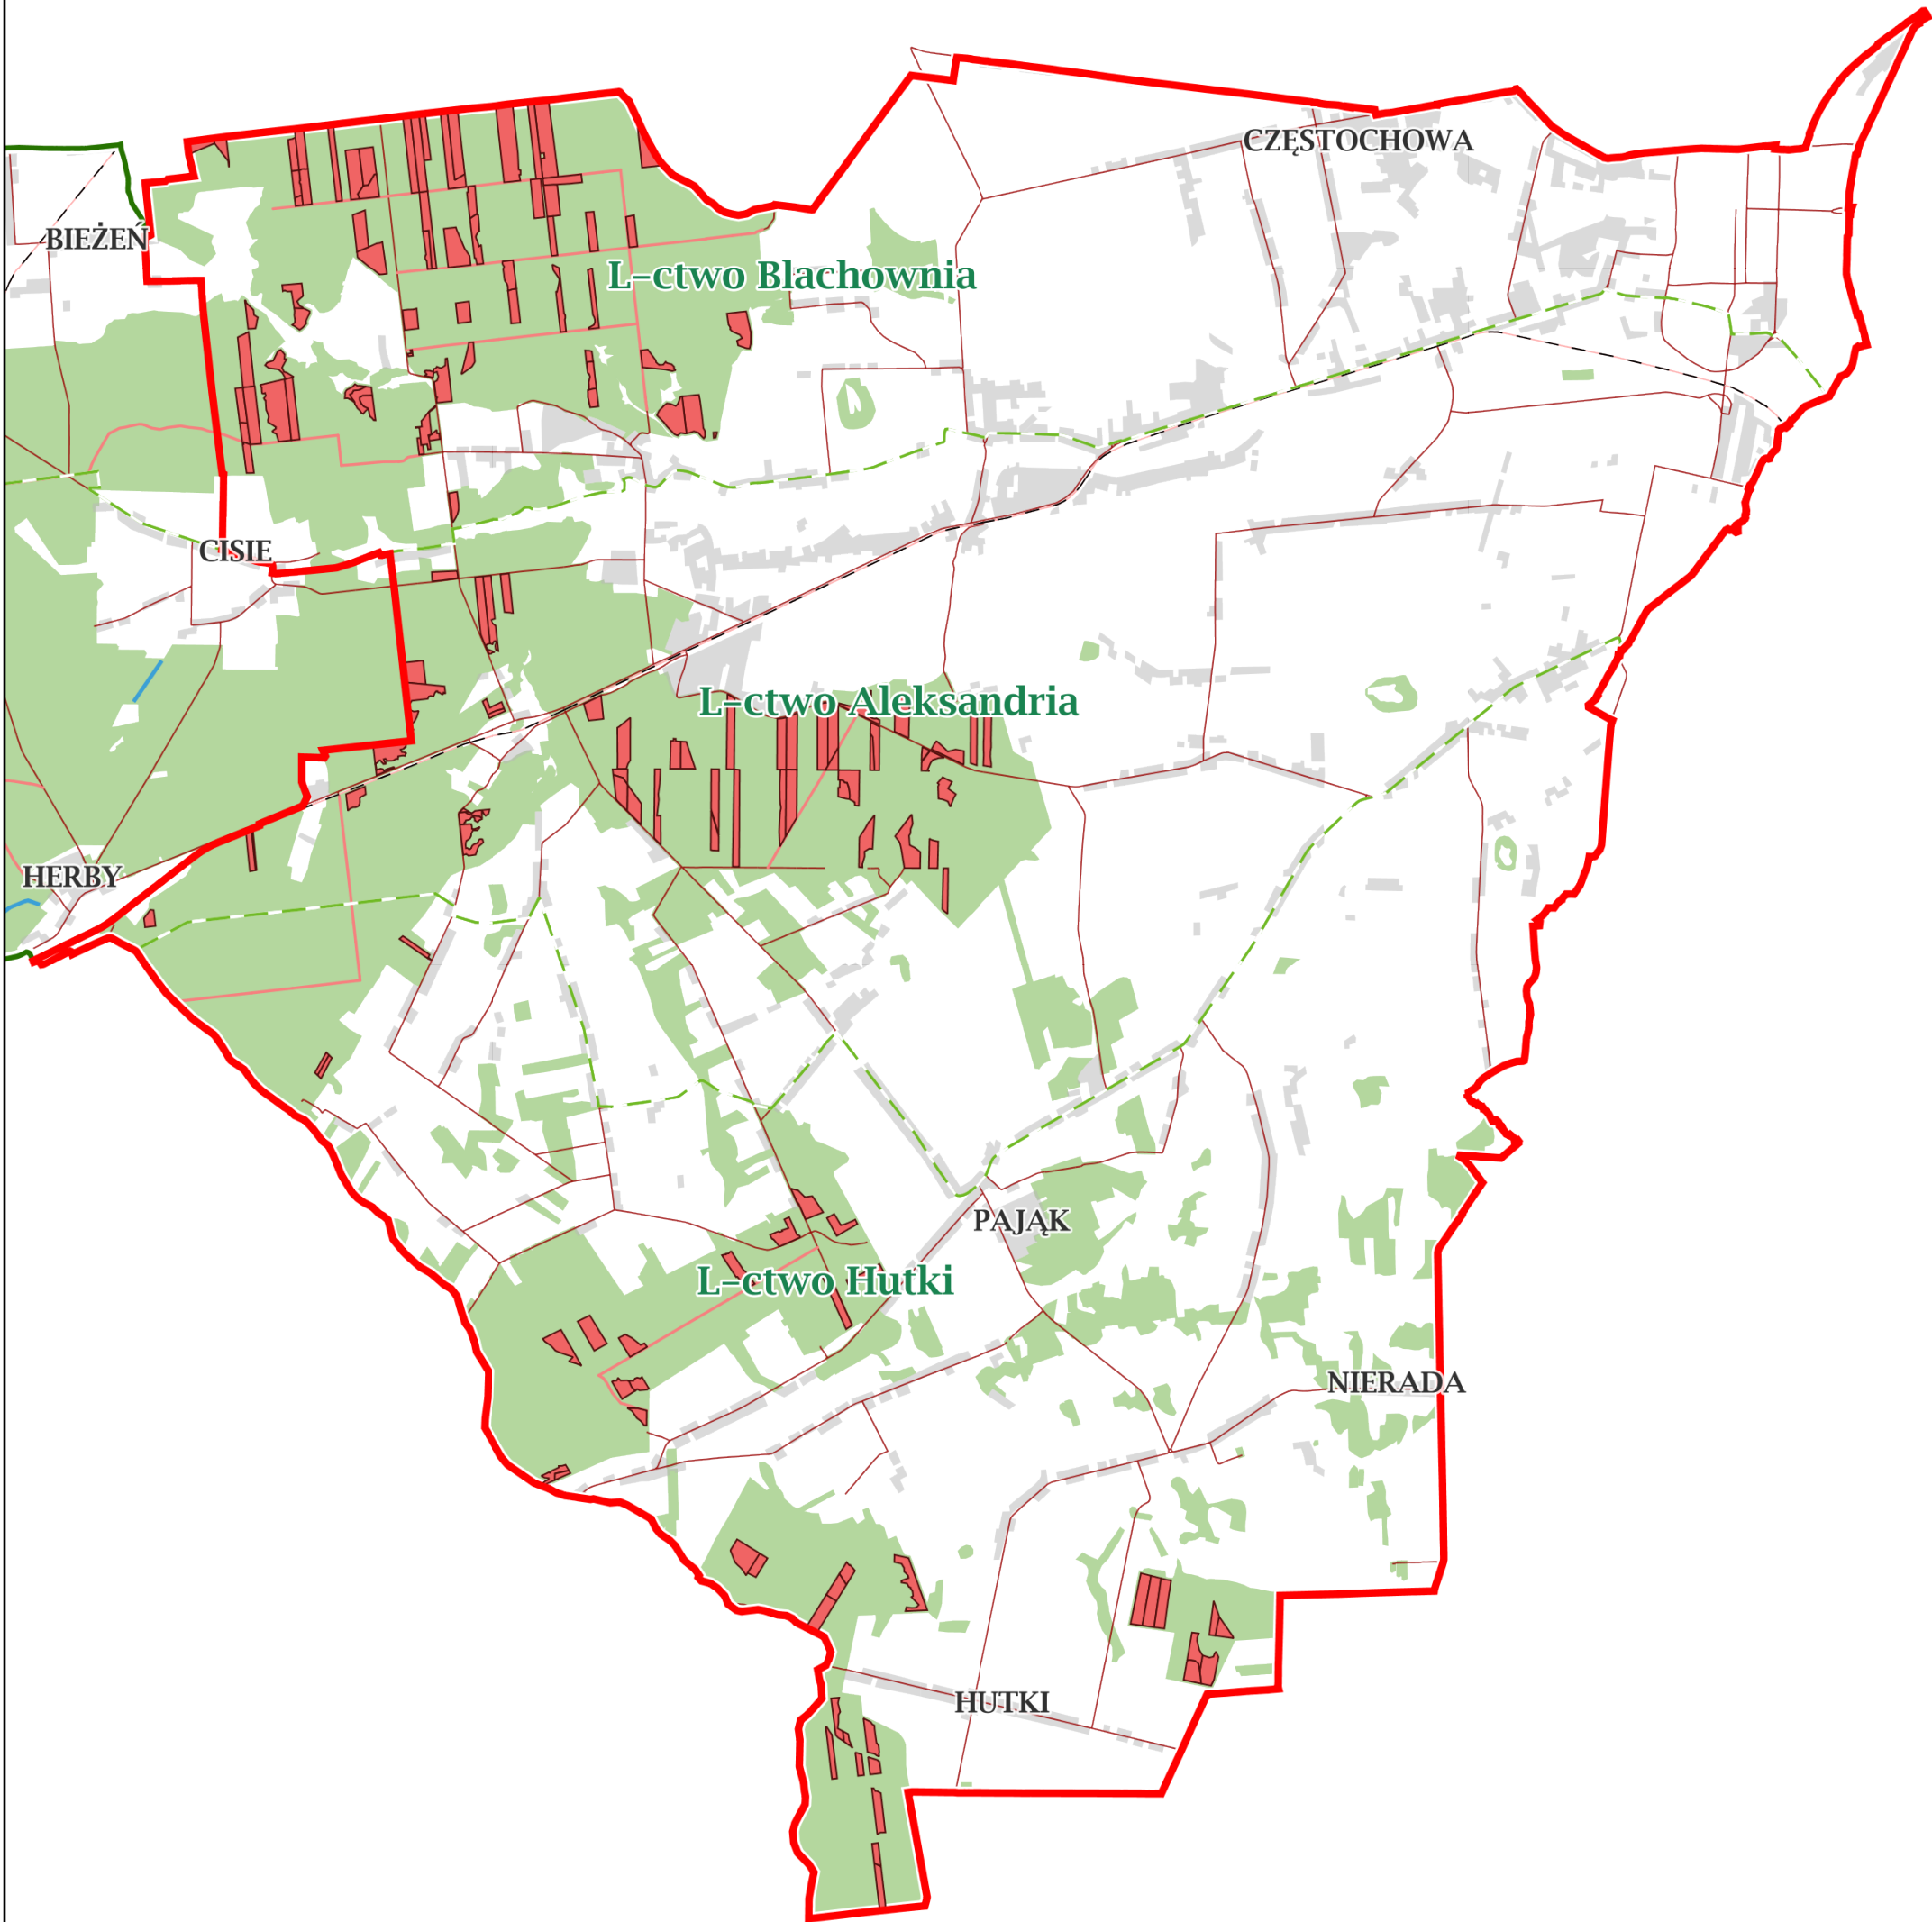 CZĘSTOCHOWA
BIEŻEŃ
L-ctwo Blachownia
CISIE
L-ctwo Aleksandria
HERBY
PAJĄK
L-ctwo Hutki
NIERADA
HUTKI